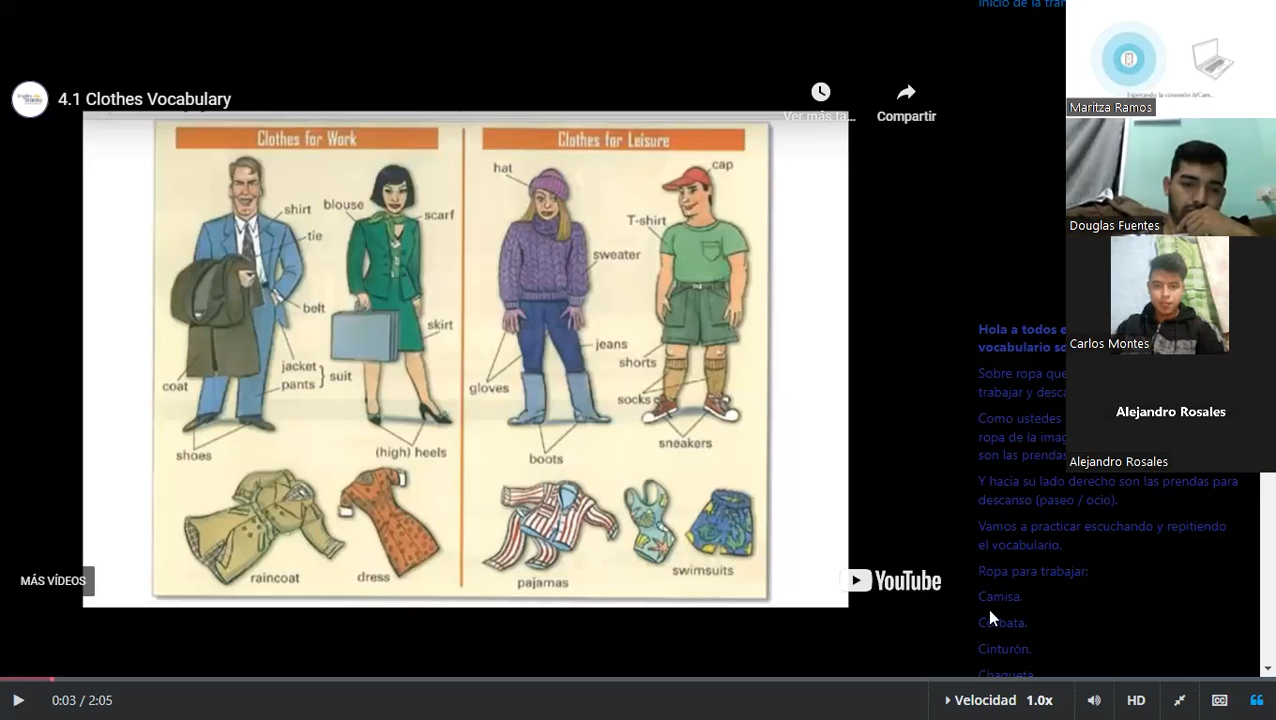 4.1 Clothes Vocabulary
Ver más ta...
Compartir
Clothes for Work
shirt
blouse
scarf
tie
belt
skirt
jacket
pants
suit
coat
shoes
(high) heels
raincoat
dress
Clothes for Leisure
hat
cap
T-shirt
sweater
jeans
shorts
gloves
socks
sneakers
boots
pajamas
swimsuits
MÁS VÍDEOS
YouTube
Inicio de la tran
Hola a todos e
vocabulario so
Sobre ropa que
trabajar y desca
Como ustedes
ropa de la imag
son las prendas
Y hacia su lado derecho son las prendas para
descanso (paseo / ocio).
Vamos a practicar escuchando y repitiendo
el vocabulario.
Ropa para trabajar:
Camisa.
Cinturón.
Chaqueta
Maritza Ramos
Douglas Fuentes
Carlos Montes
Alejandro Rosales
Alejandro Rosales
0:03 / 2:05
Velocidad 1.0x
HD
CC